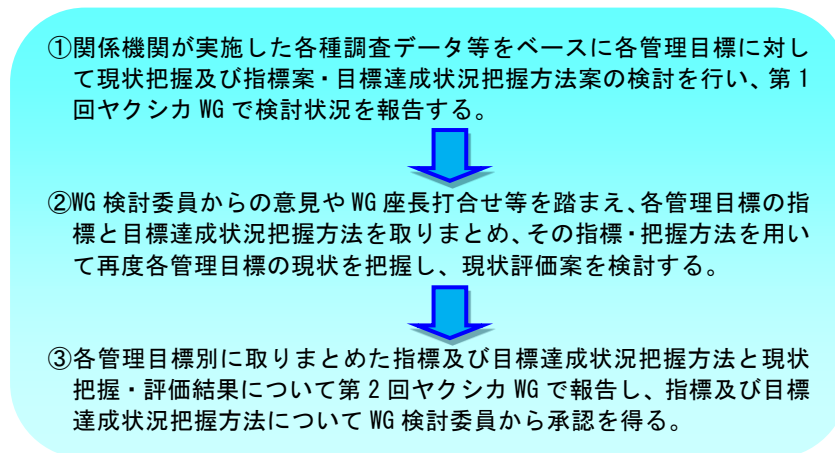 ①関係機関が実施した各種調査データ等をベースに各管理目標に対し
て現状把握及び指標案・目標達成状況把握方法案の検討を行い、第1
回ヤクシカ WG で検討状況を報告する。
②WG 検討委員からの意見や WG 座長打合せ等を踏まえ、各管理目標の指
標と目標達成状況把握方法を取りまとめ、その指標・把握方法を用い
て再度各管理目標の現状を把握し、現状評価案を検討する。
③各管理目標別に取りまとめた指標及び目標達成状況把握方法と現状
把握・評価結果について第2回ヤクシカ WG で報告し、指標及び目標
達成状況把握方法について WG 検討委員から承認を得る。